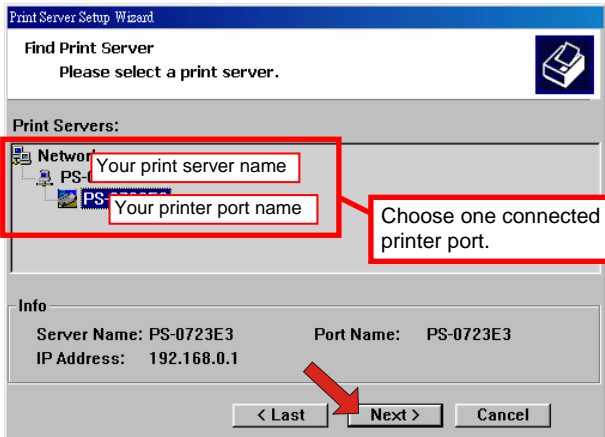 Print Server Setup Wizard
Find Print Server
Please select a print server.
Print Servers:
Network
Your print server name
Your printer port name
Choose one connected
printer port.
Info
Server Name: PS-0723E3 Port Name: PS-0723E3
IP Address: 192.168.0.1
< Last Next > Cancel